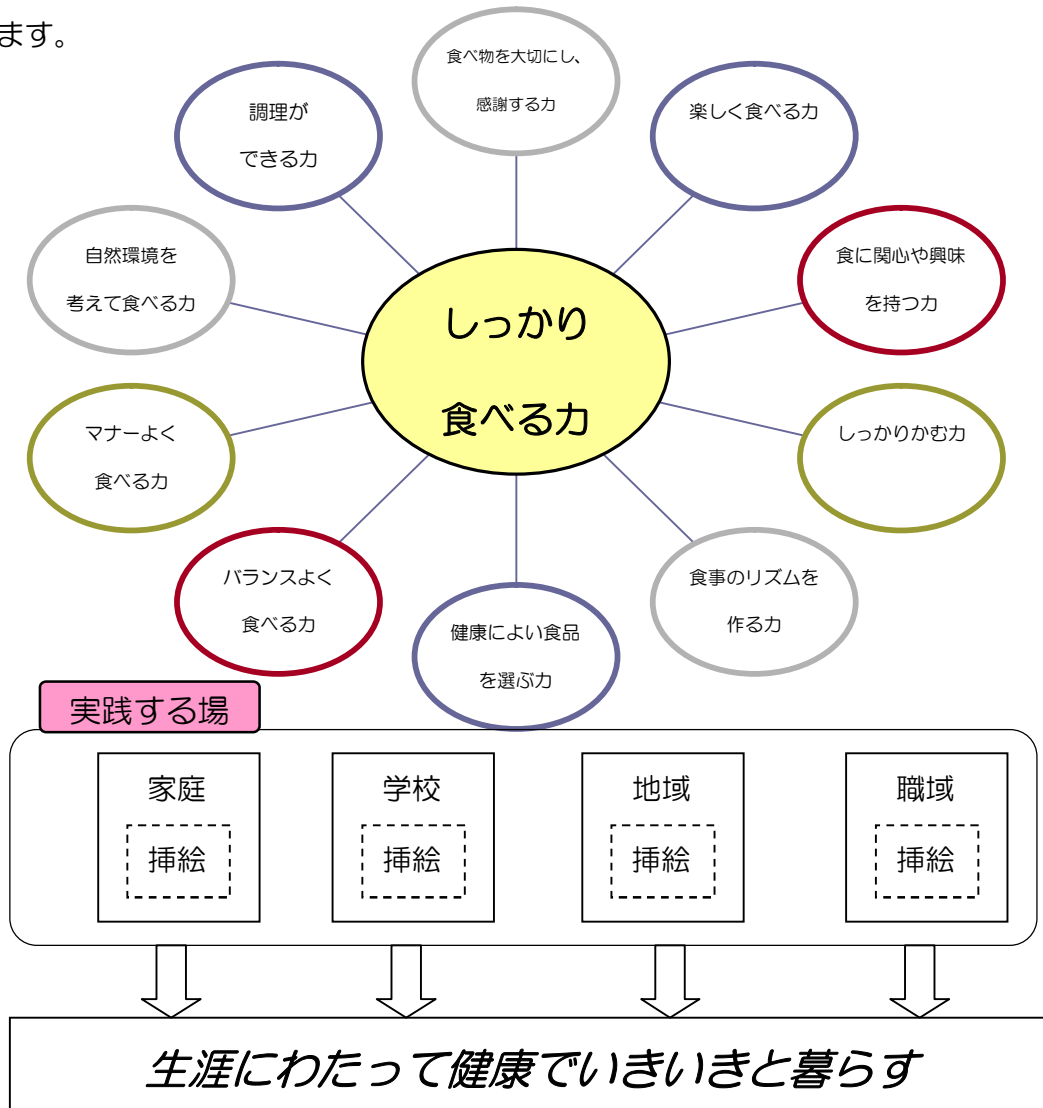 ます。
食べ物を大切にし、
感謝する力
調理が
できる力
楽しく食べる力
自然環境を
考えて食べる力
食に関心や興味
を持つ力
しっかり
食べる力
マナーよく
食べる力
しっかりかむ力
バランスよく
食べる力
食事のリズムを
作る力
健康によい食品
を選ぶ力
実践する場
家庭
挿絵
学校
挿絵
地域
挿絵
職域
挿絵
生涯にわたって健康でいきいきと暮らす